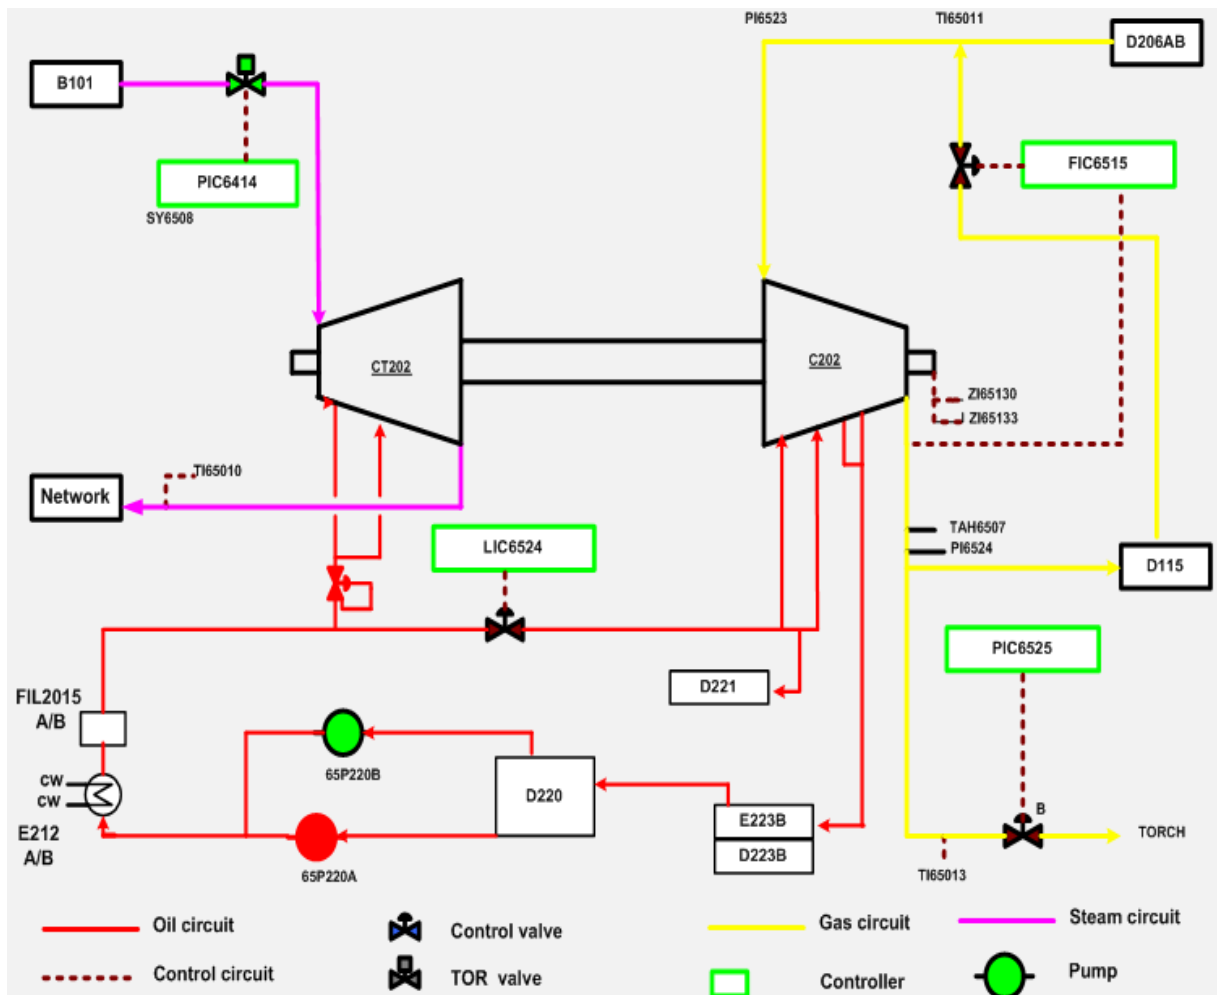 PI6523
TI65011
B101
D206AB
PIC6414
SY6508
FIC6515
CT202
C202
ZI65130
ZI65133
TI65010
Network
LIC6524
TAH6507
PI6524
D115
PIC6525
D221
FIL2015
A/B
65P220B
CW
CW
D220
E223B
D223B
E212
A/B
65P220A
B
TORCH
TI65013
Oil circuit
Control valve
Gas circuit
Steam circuit
Control circuit
TOR valve
Controller
Pump